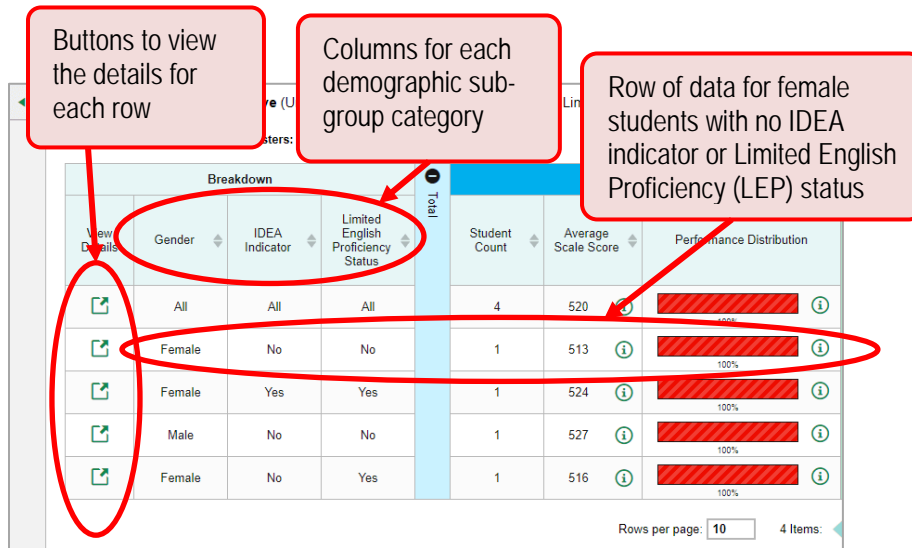 Buttons to view
the details for
each row
Columns for each
demographic sub-
group category
Row of data for female
students with no IDEA
indicator or Limited English
Proficiency (LEP) status
Breakdown
Total
View
Details
Gender
IDEA
Indicator
Limited
English
Proficiency
Status
Student
Count
Average
Scale Score
Performance Distribution
All All All 4 520 100%
Female No No 1 513 100%
Female Yes Yes 1 524 100%
Male No No 1 527 100%
Female No Yes 1 516 100%
Rows per page: 10 4 Items: